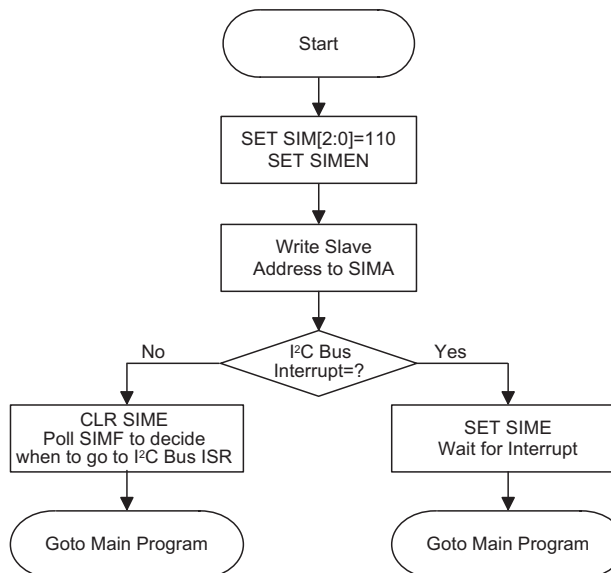 Start
SET SIM[2:0]=110
SET SIMEN
Write Slave
Address to SIMA
I²C Bus
Interrupt=?
No
Yes
CLR SIME
Poll SIMF to decide
when to go to I²C Bus ISR
SET SIME
Wait for Interrupt
Goto Main Program
Goto Main Program